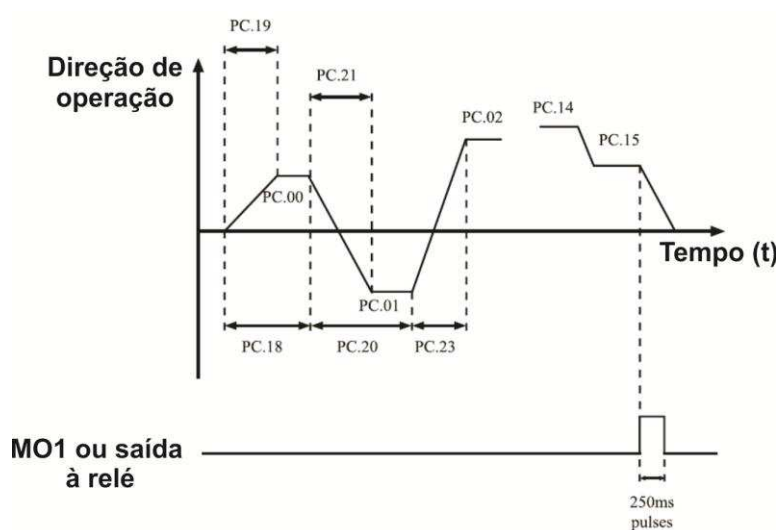 PC.19
Direção de
operação
PC.21
PC.02
PC.14
PC.15
PC.00
PC.01
Tempo (t)
PC.18
PC.20
PC.23
MO1 ou saída
à relé
250ms
pulses